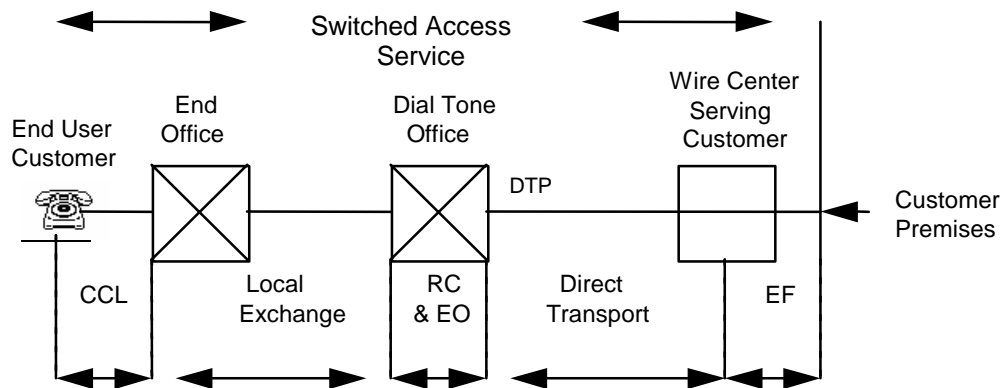 Switched Access
Service
Wire Center
Serving
Customer
End
Office
Dial Tone
Office
End User
Customer
DTP
Customer
Premises
CCL
Local
Exchange
RC
& EO
Direct
Transport
EF